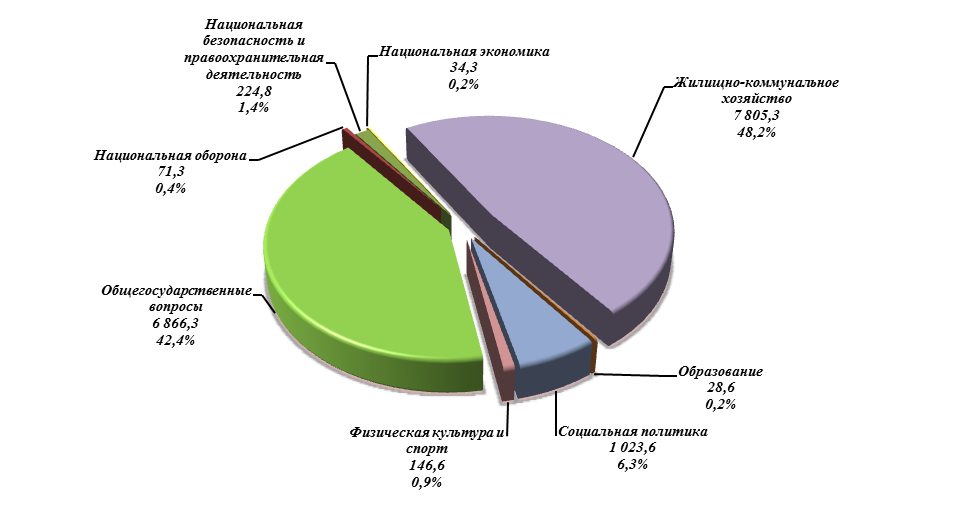 Национальная
безопасность и
правоохранительная
деятельность
224,8
1,4%
Национальная экономика
34,3
0,2%
Жилищно-коммунальное
хозяйство
7 805,3
48,2%
Национальная оборона
71,3
0,4%
Общегосударственные
вопросы
6 866,3
42,4%
Образование
28,6
0,2%
Физическая культура и
спорт
146,6
0,9%
Социальная политика
1 023,6
6,3%